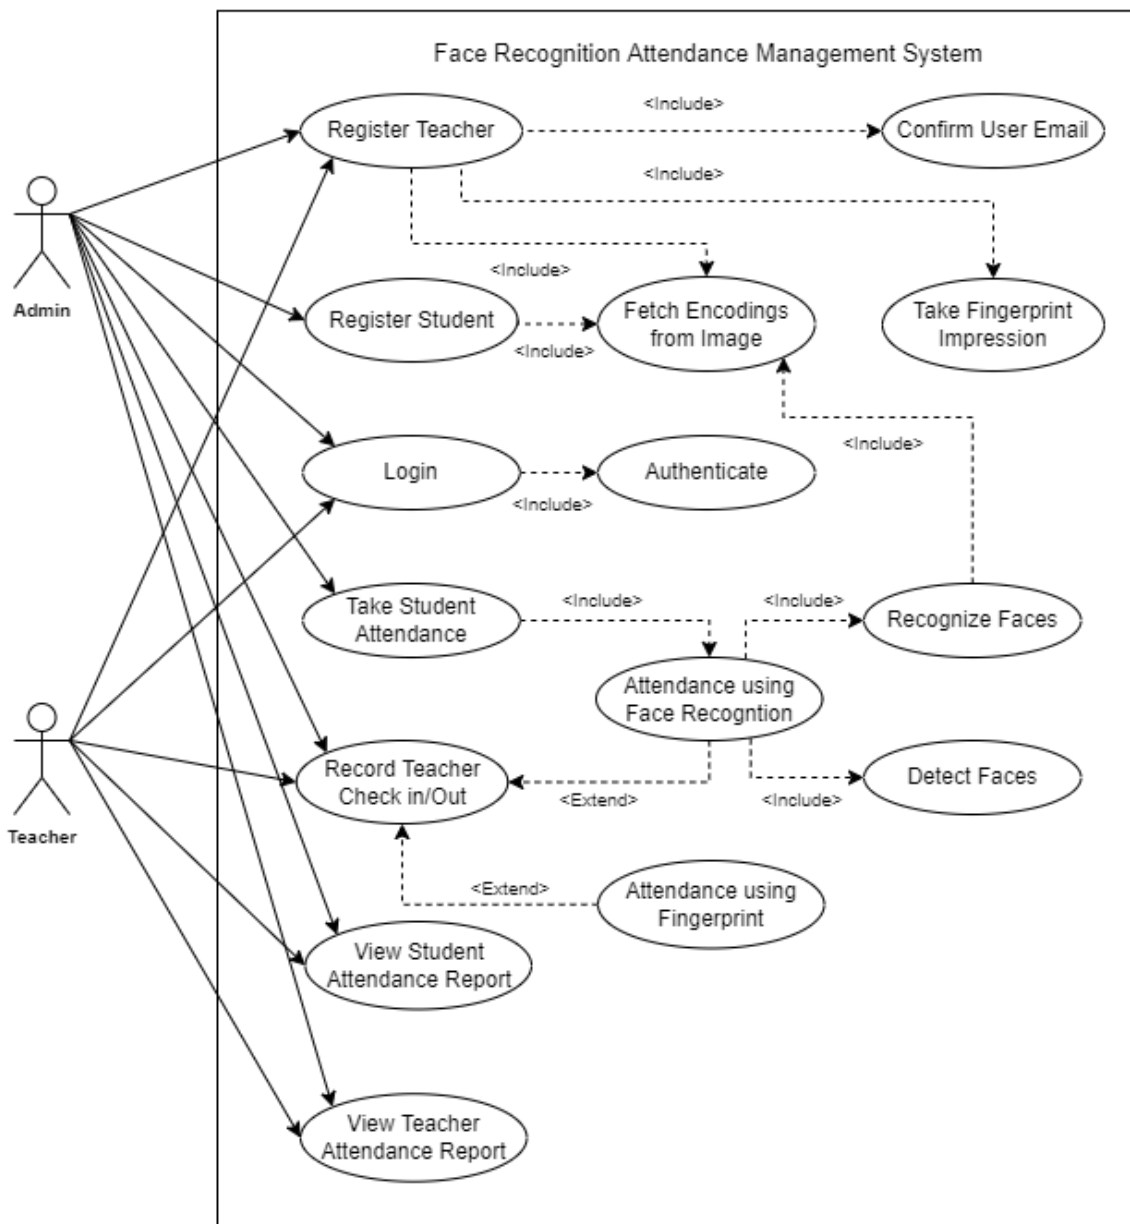 Face Recognition Attendance Management System
Register Teacher
<Include>
Confirm User Email
<Include>
Admin
<Include>
Register Student
<Include>
Fetch Encodings
from Image
Take Fingerprint
Impression
<Include>
Login
<Include>
Authenticate
Take Student
Attendance
<Include>
<Include>
Recognize Faces
Attendance using
Face Recogntion
Teacher
Record Teacher
Check in/Out
<Extend>
<Include>
Detect Faces
<Extend>
Attendance using
Fingerprint
View Student
Attendance Report
View Teacher
Attendance Report